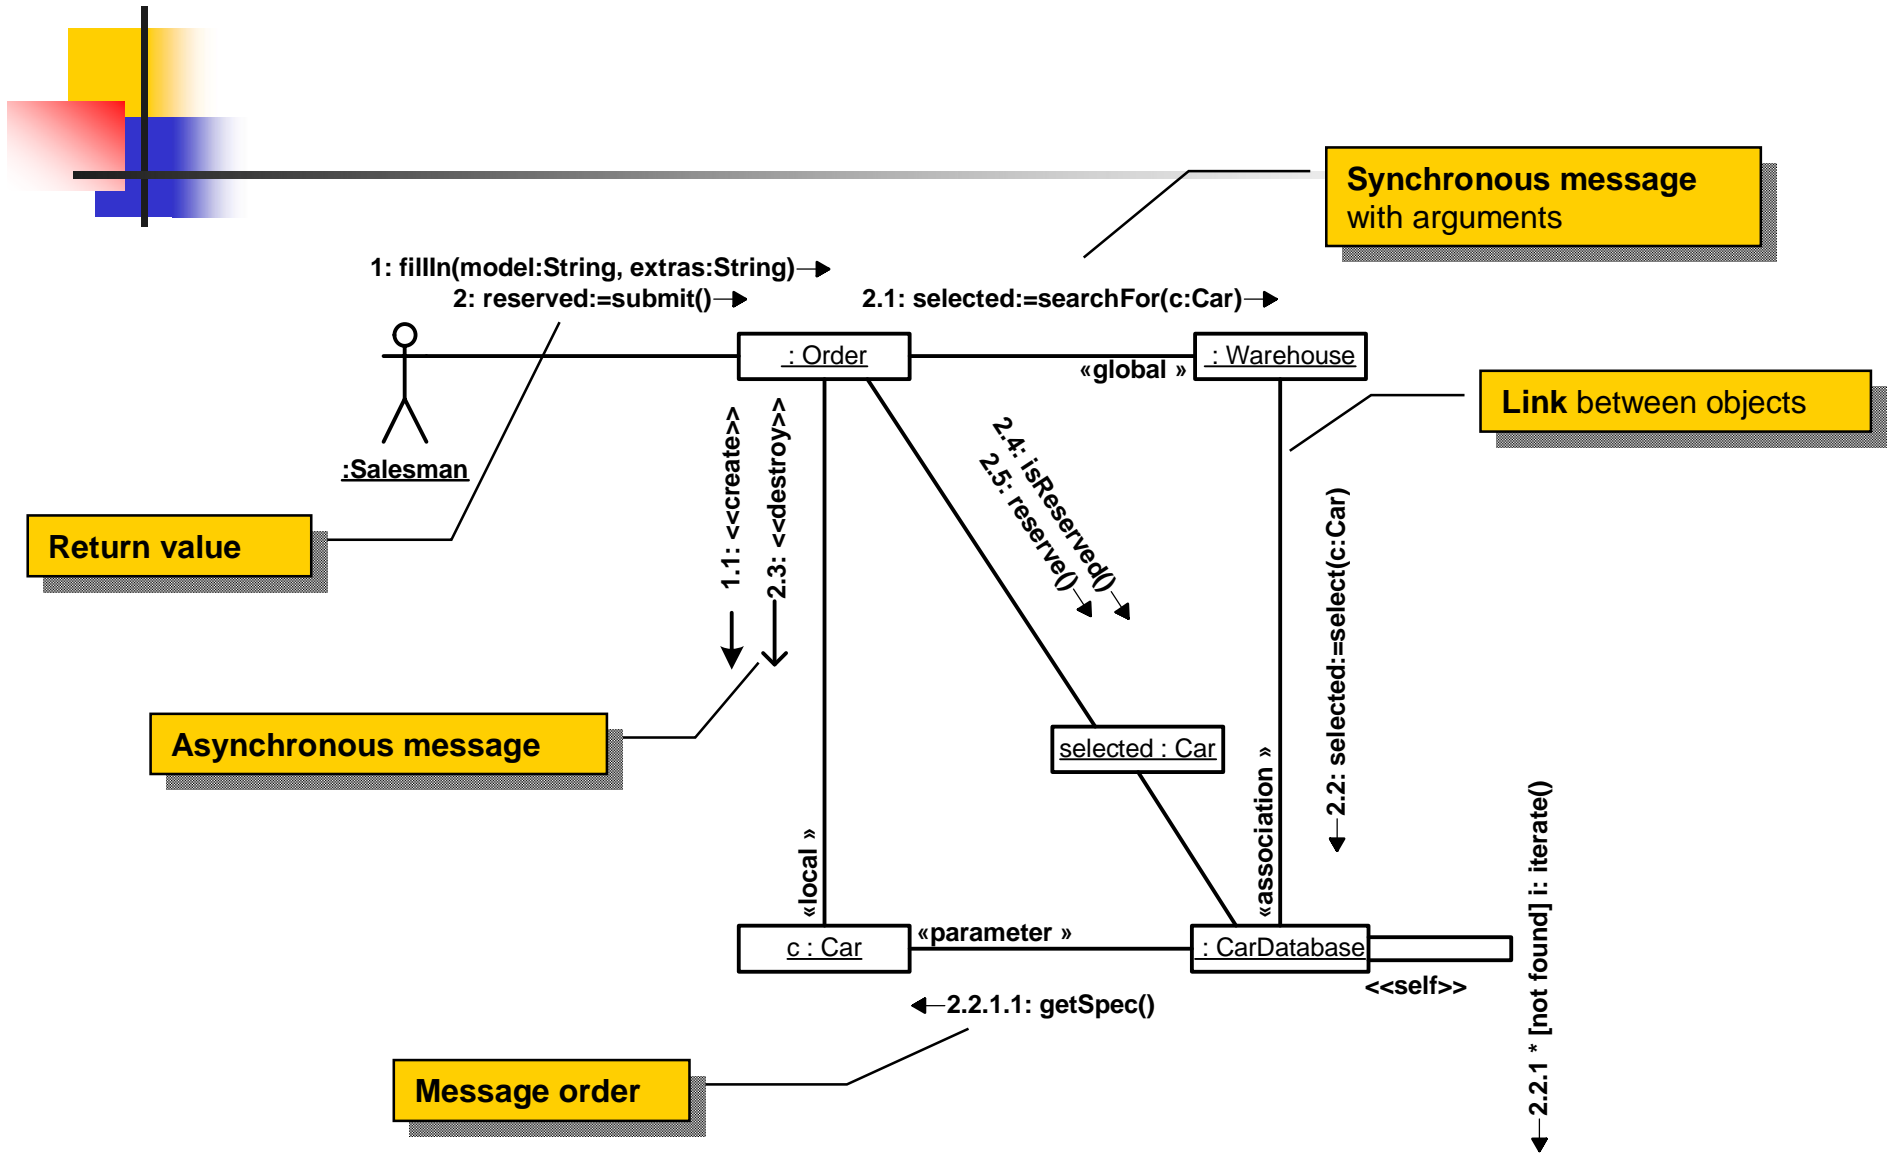 Synchronous message
with arguments
1: fillIn(model:String, extras:String)
2: reserved:=submit()
2.1: selected:=searchFor(c:Car)
: Order
«global »
: Warehouse
Link between objects
:Salesman
1.1: <<create>>
2.3: <<destroy>>
2.4: isReserved()
2.5: reserve()
Return value
2.2: selected:=select(c:Car)
Asynchronous message
selected : Car
«local »
«association »
2.2.1 * [not found] i: iterate()
c : Car
«parameter »
: CarDatabase
<<self>>
2.2.1.1: getSpec()
Message order